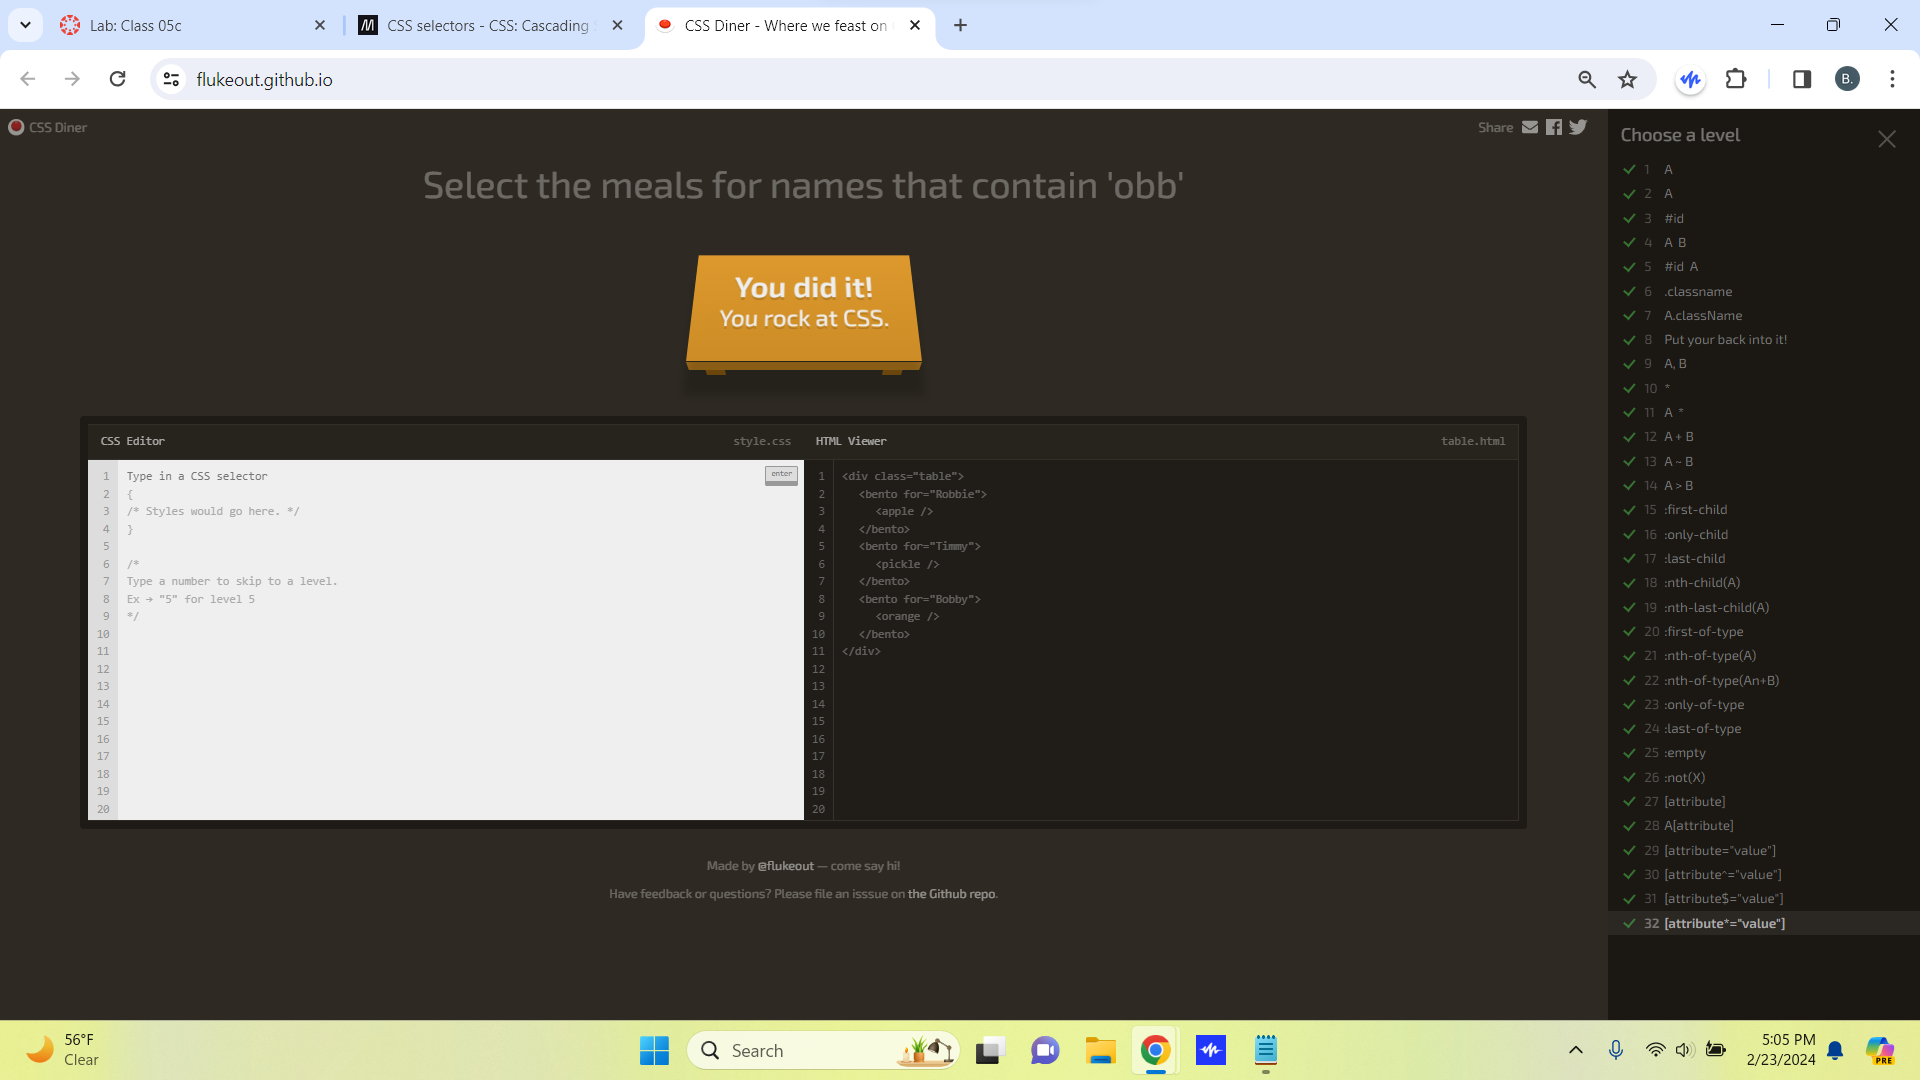 Lab: Class 05c
CSS selectors - CSS: Cascading
CSS Diner - Where we feast on
flukeout.github.io
B.
CSS Diner
Share
Choose a level
Select the meals for names that contain 'obb'
You did it!
You rock at CSS.
CSS Editor
style.css
HTML Viewer
table.html
enter
1 Type in a CSS selector
2 {
3 /* Styles would go here. */
4 }
5
6 /*
7 Type a number to skip to a level.
8 Ex → "5" for level 5
9 */
10
11
12
13
14
15
16
17
18
19
20
1 <div class="table">
2 <bento for="Robbie">
3 <apple />
4 </bento>
5 <bento for="Timmy">
6 <pickle />
7 </bento>
8 <bento for="Bobby">
9 <orange />
10 </bento>
11 </div>
12
13
14
15
16
17
18
19
20
Made by @flukeout — come say hi!
Have feedback or questions? Please file an isssue on the Github repo.
1 A
2 A
3 #id
4 A B
5 #id A
6 .classname
7 A.className
8 Put your back into it!
9 A, B
10 *
11 A *
12 A + B
13 A ~ B
14 A > B
15 :first-child
16 :only-child
17 :last-child
18 :nth-child(A)
19 :nth-last-child(A)
20 :first-of-type
21 :nth-of-type(A)
22 :nth-of-type(An+B)
23 :only-of-type
24 :last-of-type
25 :empty
26 :not(X)
27 [attribute]
28 A[attribute]
29 [attribute="value"]
30 [attribute^="value"]
31 [attribute$="value"]
32 [attribute*="value"]
56°F
Clear
Search
5:05 PM
2/23/2024
PRE